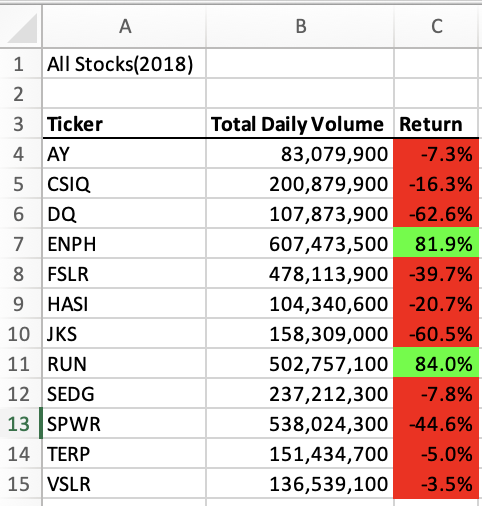 A B C
1 All Stocks(2018)
2
3 Ticker Total Daily Volume Return
4 AY 83,079,900 -7.3%
5 CSIQ 200,879,900 -16.3%
6 DQ 107,873,900 -62.6%
7 ENPH 607,473,500 81.9%
8 FSLR 478,113,900 -39.7%
9 HASI 104,340,600 -20.7%
10 JKS 158,309,000 -60.5%
11 RUN 502,757,100 84.0%
12 SEDG 237,212,300 -7.8%
13 SPWR 538,024,300 -44.6%
14 TERP 151,434,700 -5.0%
15 VSLR 136,539,100 -3.5%